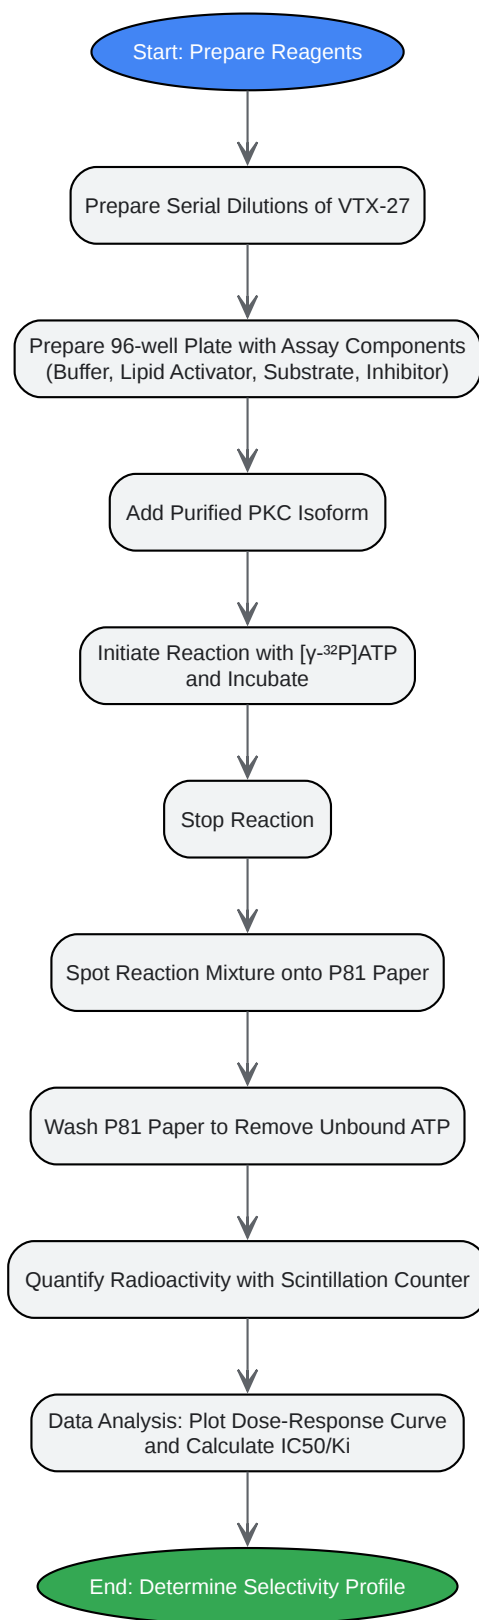 Start: Prepare Reagents
Prepare Serial Dilutions of VTX-27
Prepare 96-well Plate with Assay Components
(Buffer, Lipid Activator, Substrate, Inhibitor)
Add Purified PKC Isoform
Initiate Reaction with [γ-³²P]ATP
and Incubate
Stop Reaction
Spot Reaction Mixture onto P81 Paper
Wash P81 Paper to Remove Unbound ATP
Quantify Radioactivity with Scintillation Counter
Data Analysis: Plot Dose-Response Curve
and Calculate IC50/Ki
End: Determine Selectivity Profile